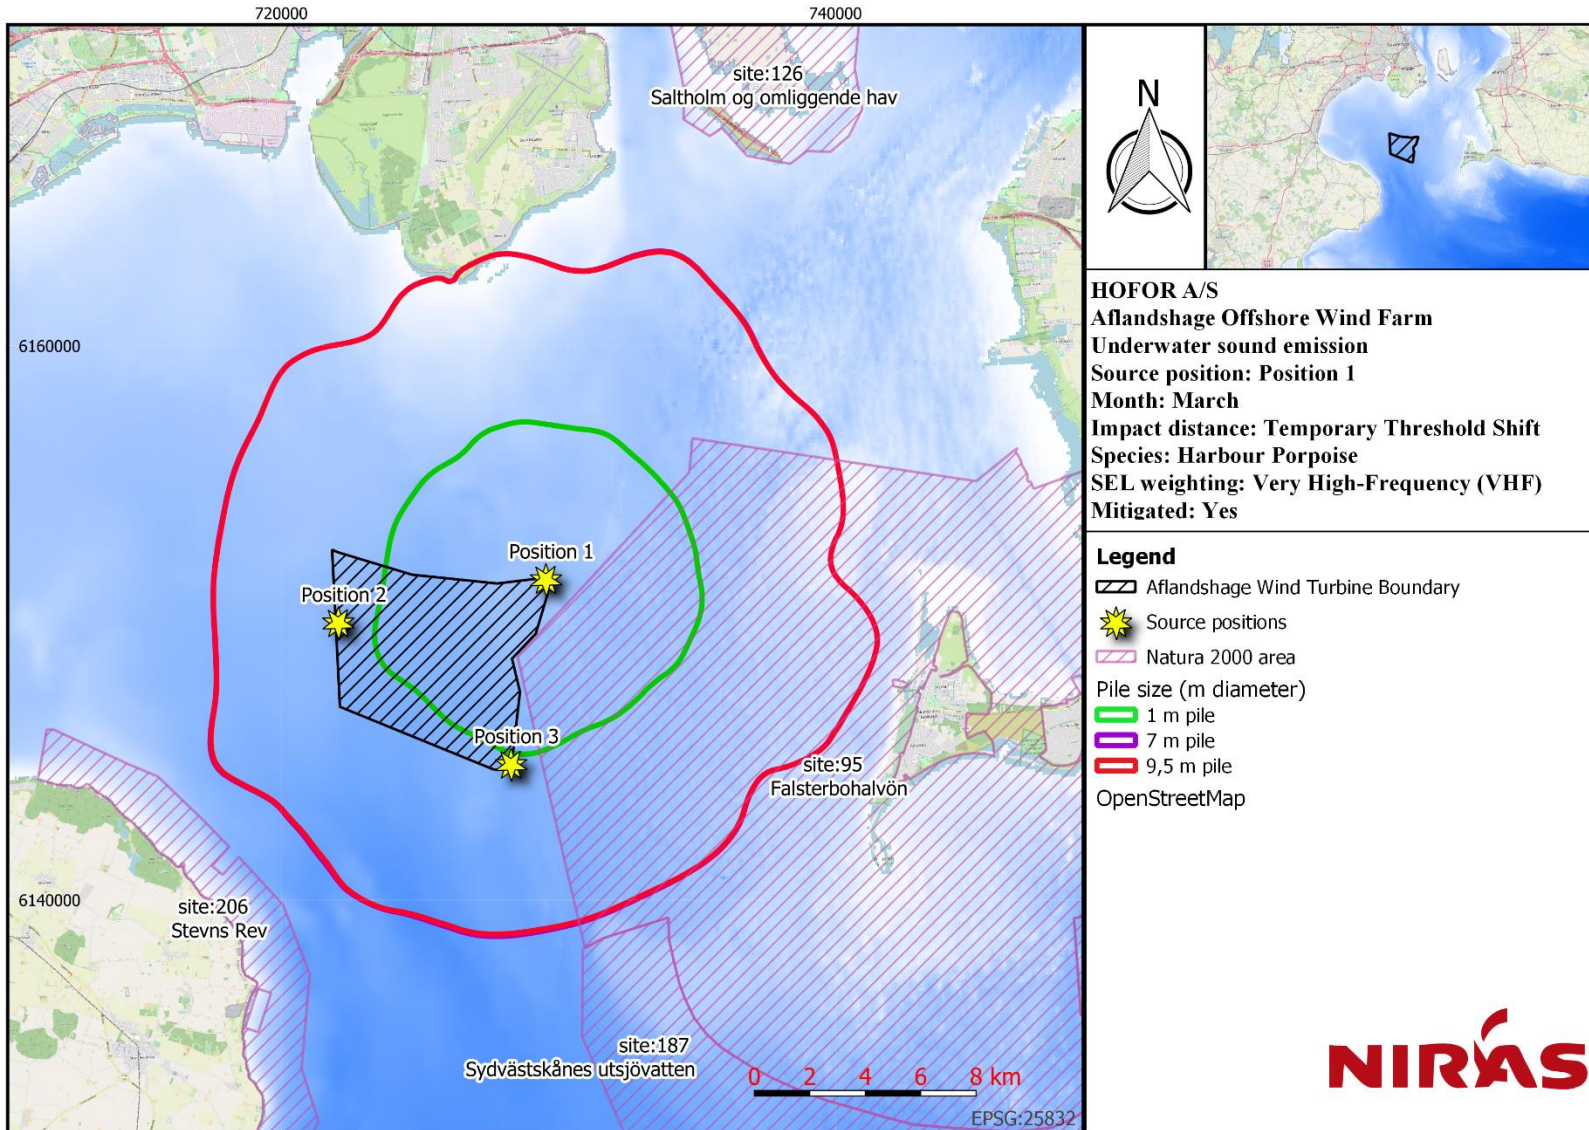 720000
740000
site:126
Saltholm og omliggende hav
6160000
Position 1
Position 2
Position 3
site:95
Falsterbohalvön
6140000
site:206
Stevns Rev
site:187
Sydvästskånes utsjövatten
0 2 4 6 8 km
EPSG:25832
N
HOFOR A/S
Aflandshage Offshore Wind Farm
Underwater sound emission
Source position: Position 1
Month: March
Impact distance: Temporary Threshold Shift
Species: Harbour Porpoise
SEL weighting: Very High-Frequency (VHF)
Mitigated: Yes
Legend
Aflandshage Wind Turbine Boundary
Source positions
Natura 2000 area
Pile size (m diameter)
1 m pile
7 m pile
9,5 m pile
OpenStreetMap
NIRAS